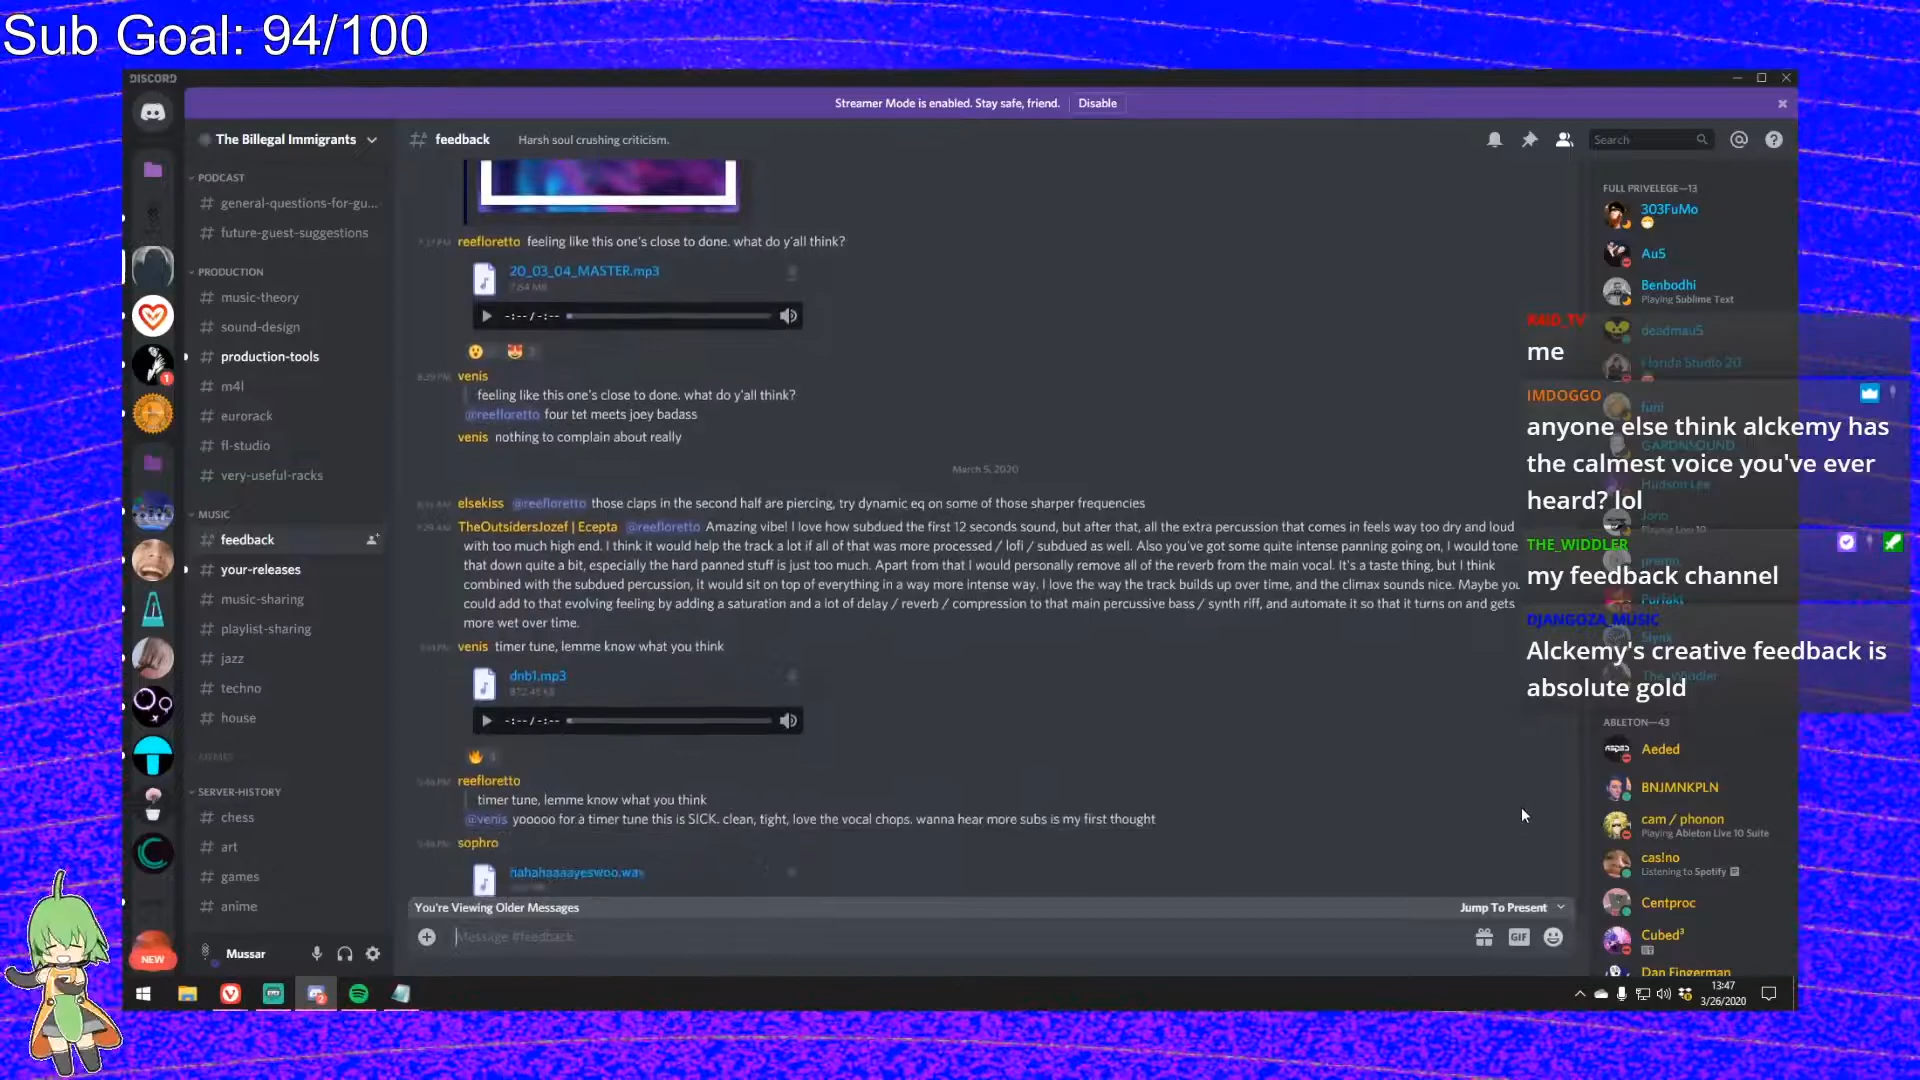 Sub Goal: 94/100
DISCORD
Streamer Mode is enabled. Stay safe, friend.
Disable
The Billegal Immigrants
feedback
Harsh soul crushing criticism.
Search
PODCAST
general-questions-for-gu...
future-guest-suggestions
PRODUCTION
music-theory
sound-design
production-tools
m4l
eurorack
fl-studio
very-useful-racks
MUSIC
feedback
your-releases
music-sharing
playlist-sharing
jazz
techno
house
MEMES
SERVER-HISTORY
chess
art
games
anime
NEW
Mussar
reefloretto feeling like this one's close to done. what do y'all think?
20_03_04_MASTER.mp3
7.64 MB
-:-- / -:--
venis
feeling like this one's close to done. what do y'all think?
@reefloretto four tet meets joey badass
venis nothing to complain about really
March 5, 2020
elsekiss @reefloretto those claps in the second half are piercing, try dynamic eq on some of those sharper frequencies
TheOutsidersJozef | Ecepta @reefloretto Amazing vibe! I love how subdued the first 12 seconds sound, but after that, all the extra percussion that comes in feels way too dry and loud
with too much high end. I think it would help the track a lot if all of that was more processed / lofi / subdued as well. Also you've got some quite intense panning going on, I would tone
that down quite a bit, especially the hard panned stuff is just too much. Apart from that I would personally remove all of the reverb from the main vocal. It's a taste thing, but I think
combined with the subdued percussion, it would sit on top of everything in a way more intense way. I love the way the track builds up over time, and the climax sounds nice. Maybe you
could add to that evolving feeling by adding a saturation and a lot of delay / reverb / compression to that main percussive bass / synth riff, and automate it so that it turns on and gets
more wet over time.
venis timer tune, lemme know what you think
dnb1.mp3
872.45 KB
-:-- / -:--
reefloretto
timer tune, lemme know what you think
@venis yooooo for a timer tune this is SICK. clean, tight, love the vocal chops. wanna hear more subs is my first thought
sophro
hahahaaaayeswoo.wav
You're Viewing Older Messages
Jump To Present
Message #feedback
GIF
FULL PRIVELEGE—13
303FuMo
Au5
Benbodhi
Playing Sublime Text
deadmau5
Florida Studio 20
funi
GARDNSOUND
Hudson Lee
Jono
Playing Live 10
premn
Purfakt
Slynk
The_Widdler
ABLETON—43
Aeded
BNJMNKPLN
cam / phonon
Playing Ableton Live 10 Suite
cas!no
Listening to Spotify
Centproc
Cubed³
Dan Fingerman
K4ID_TV
me
IMDOGGO
anyone else think alckemy has
the calmest voice you've ever
heard? lol
THE_WIDDLER
my feedback channel
DJANGOZA_MUSIC
Alckemy's creative feedback is
absolute gold
13:47
3/26/2020